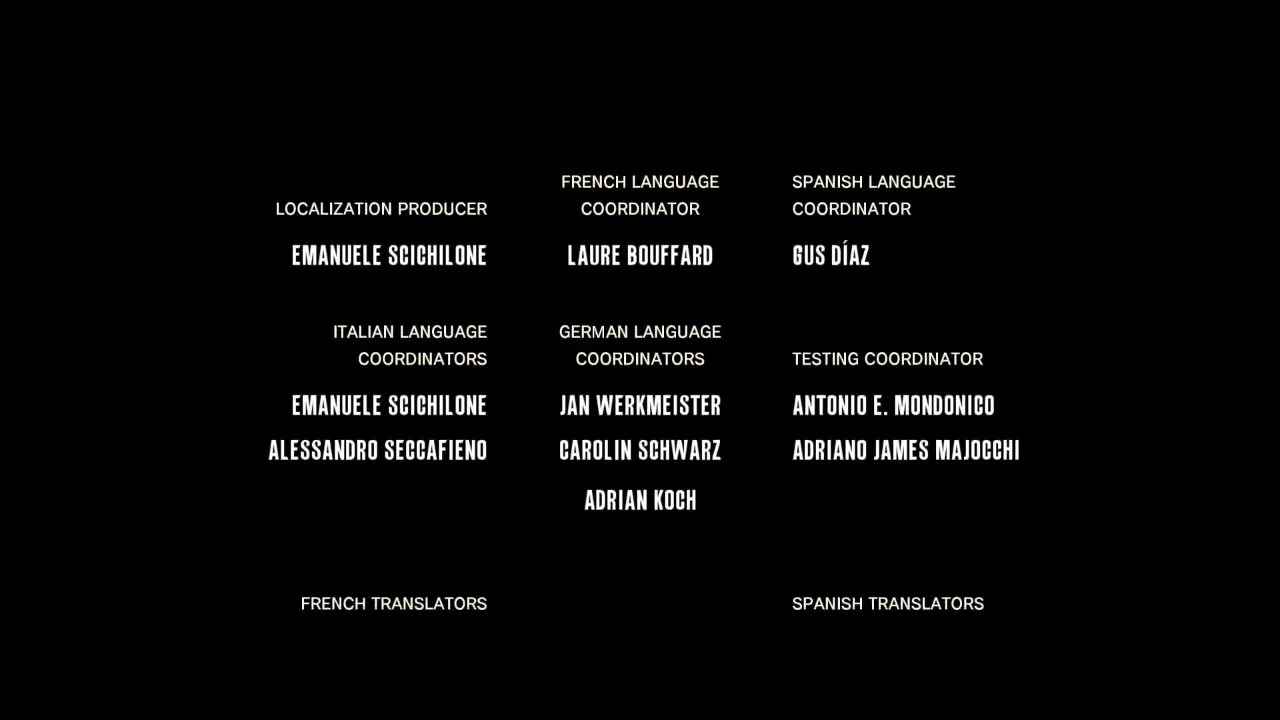 LOCALIZATION PRODUCER
EMANUELE SCICHILONE
FRENCH LANGUAGE
COORDINATOR
LAURE BOUFFARD
SPANISH LANGUAGE
COORDINATOR
GUS DÍAZ
ITALIAN LANGUAGE
COORDINATORS
EMANUELE SCICHILONE
ALESSANDRO SECCAFIENO
GERMAN LANGUAGE
COORDINATORS
JAN WERKMEISTER
CAROLIN SCHWARZ
ADRIAN KOCH
TESTING COORDINATOR
ANTONIO E. MONDONICO
ADRIANO JAMES MAJOCCHI
FRENCH TRANSLATORS
SPANISH TRANSLATORS